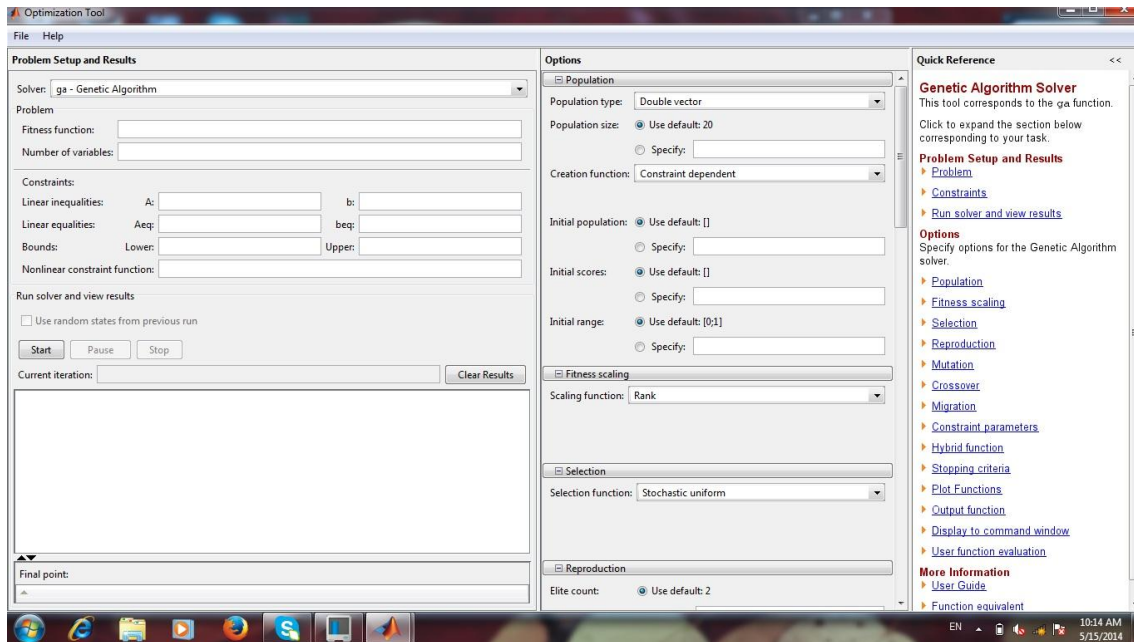 Optimization Tool
File Help
Problem Setup and Results
Solver: ga - Genetic Algorithm
Problem
Fitness function:
Number of variables:
Constraints:
Linear inequalities: A: b:
Linear equalities: Aeq: beq:
Bounds: Lower: Upper:
Nonlinear constraint function:
Run solver and view results
Use random states from previous run
Start Pause Stop
Current iteration: Clear Results
Final point:
Options
Population
Population type: Double vector
Population size: Use default: 20
Specify:
Creation function: Constraint dependent
Initial population: Use default: []
Specify:
Initial scores: Use default: []
Specify:
Initial range: Use default: [0;1]
Specify:
Fitness scaling
Scaling function: Rank
Selection
Selection function: Stochastic uniform
Reproduction
Elite count: Use default: 2
Quick Reference <<
Genetic Algorithm Solver
This tool corresponds to the ga function.
Click to expand the section below
corresponding to your task.
Problem Setup and Results
Problem
Constraints
Run solver and view results
Options
Specify options for the Genetic Algorithm
solver.
Population
Fitness scaling
Selection
Reproduction
Mutation
Crossover
Migration
Constraint parameters
Hybrid function
Stopping criteria
Plot Functions
Output function
Display to command window
User function evaluation
More Information
User Guide
Function equivalent
EN 10:14 AM
5/15/2014